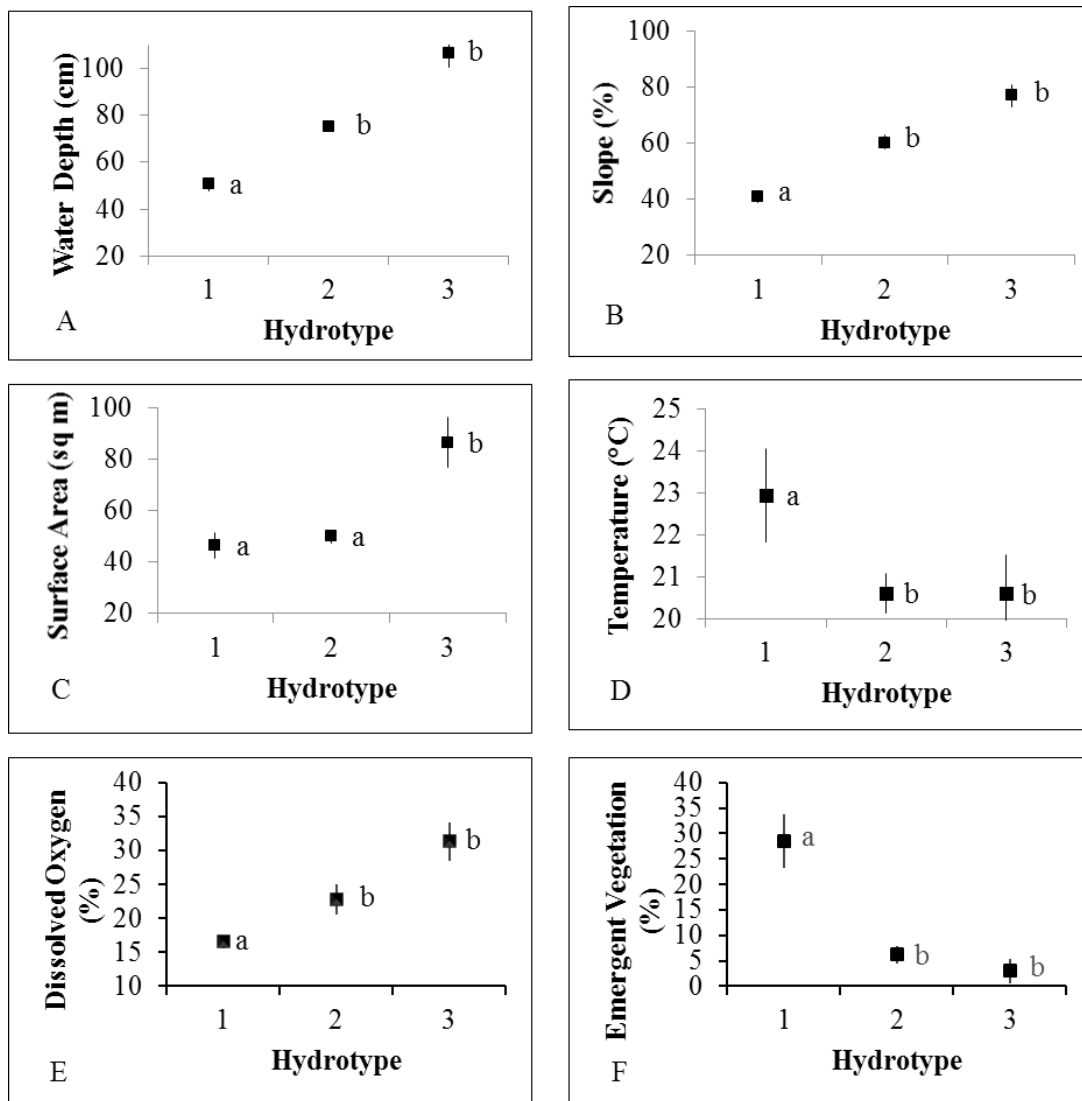 Water Depth (cm)
100
80
60
40
20
a
b
b
1 2 3
Hydrotype
A
Slope (%)
100
80
60
40
20
a
b
b
1 2 3
Hydrotype
B
Surface Area (sq m)
100
80
60
40
20
a
a
b
1 2 3
Hydrotype
C
Temperature (°C)
25
24
23
22
21
20
a
b
b
1 2 3
Hydrotype
D
Dissolved Oxygen
(%)
40
35
30
25
20
15
10
a
b
b
1 2 3
Hydrotype
E
Emergent Vegetation
(%)
40
35
30
25
20
15
10
5
0
a
b
b
1 2 3
Hydrotype
F